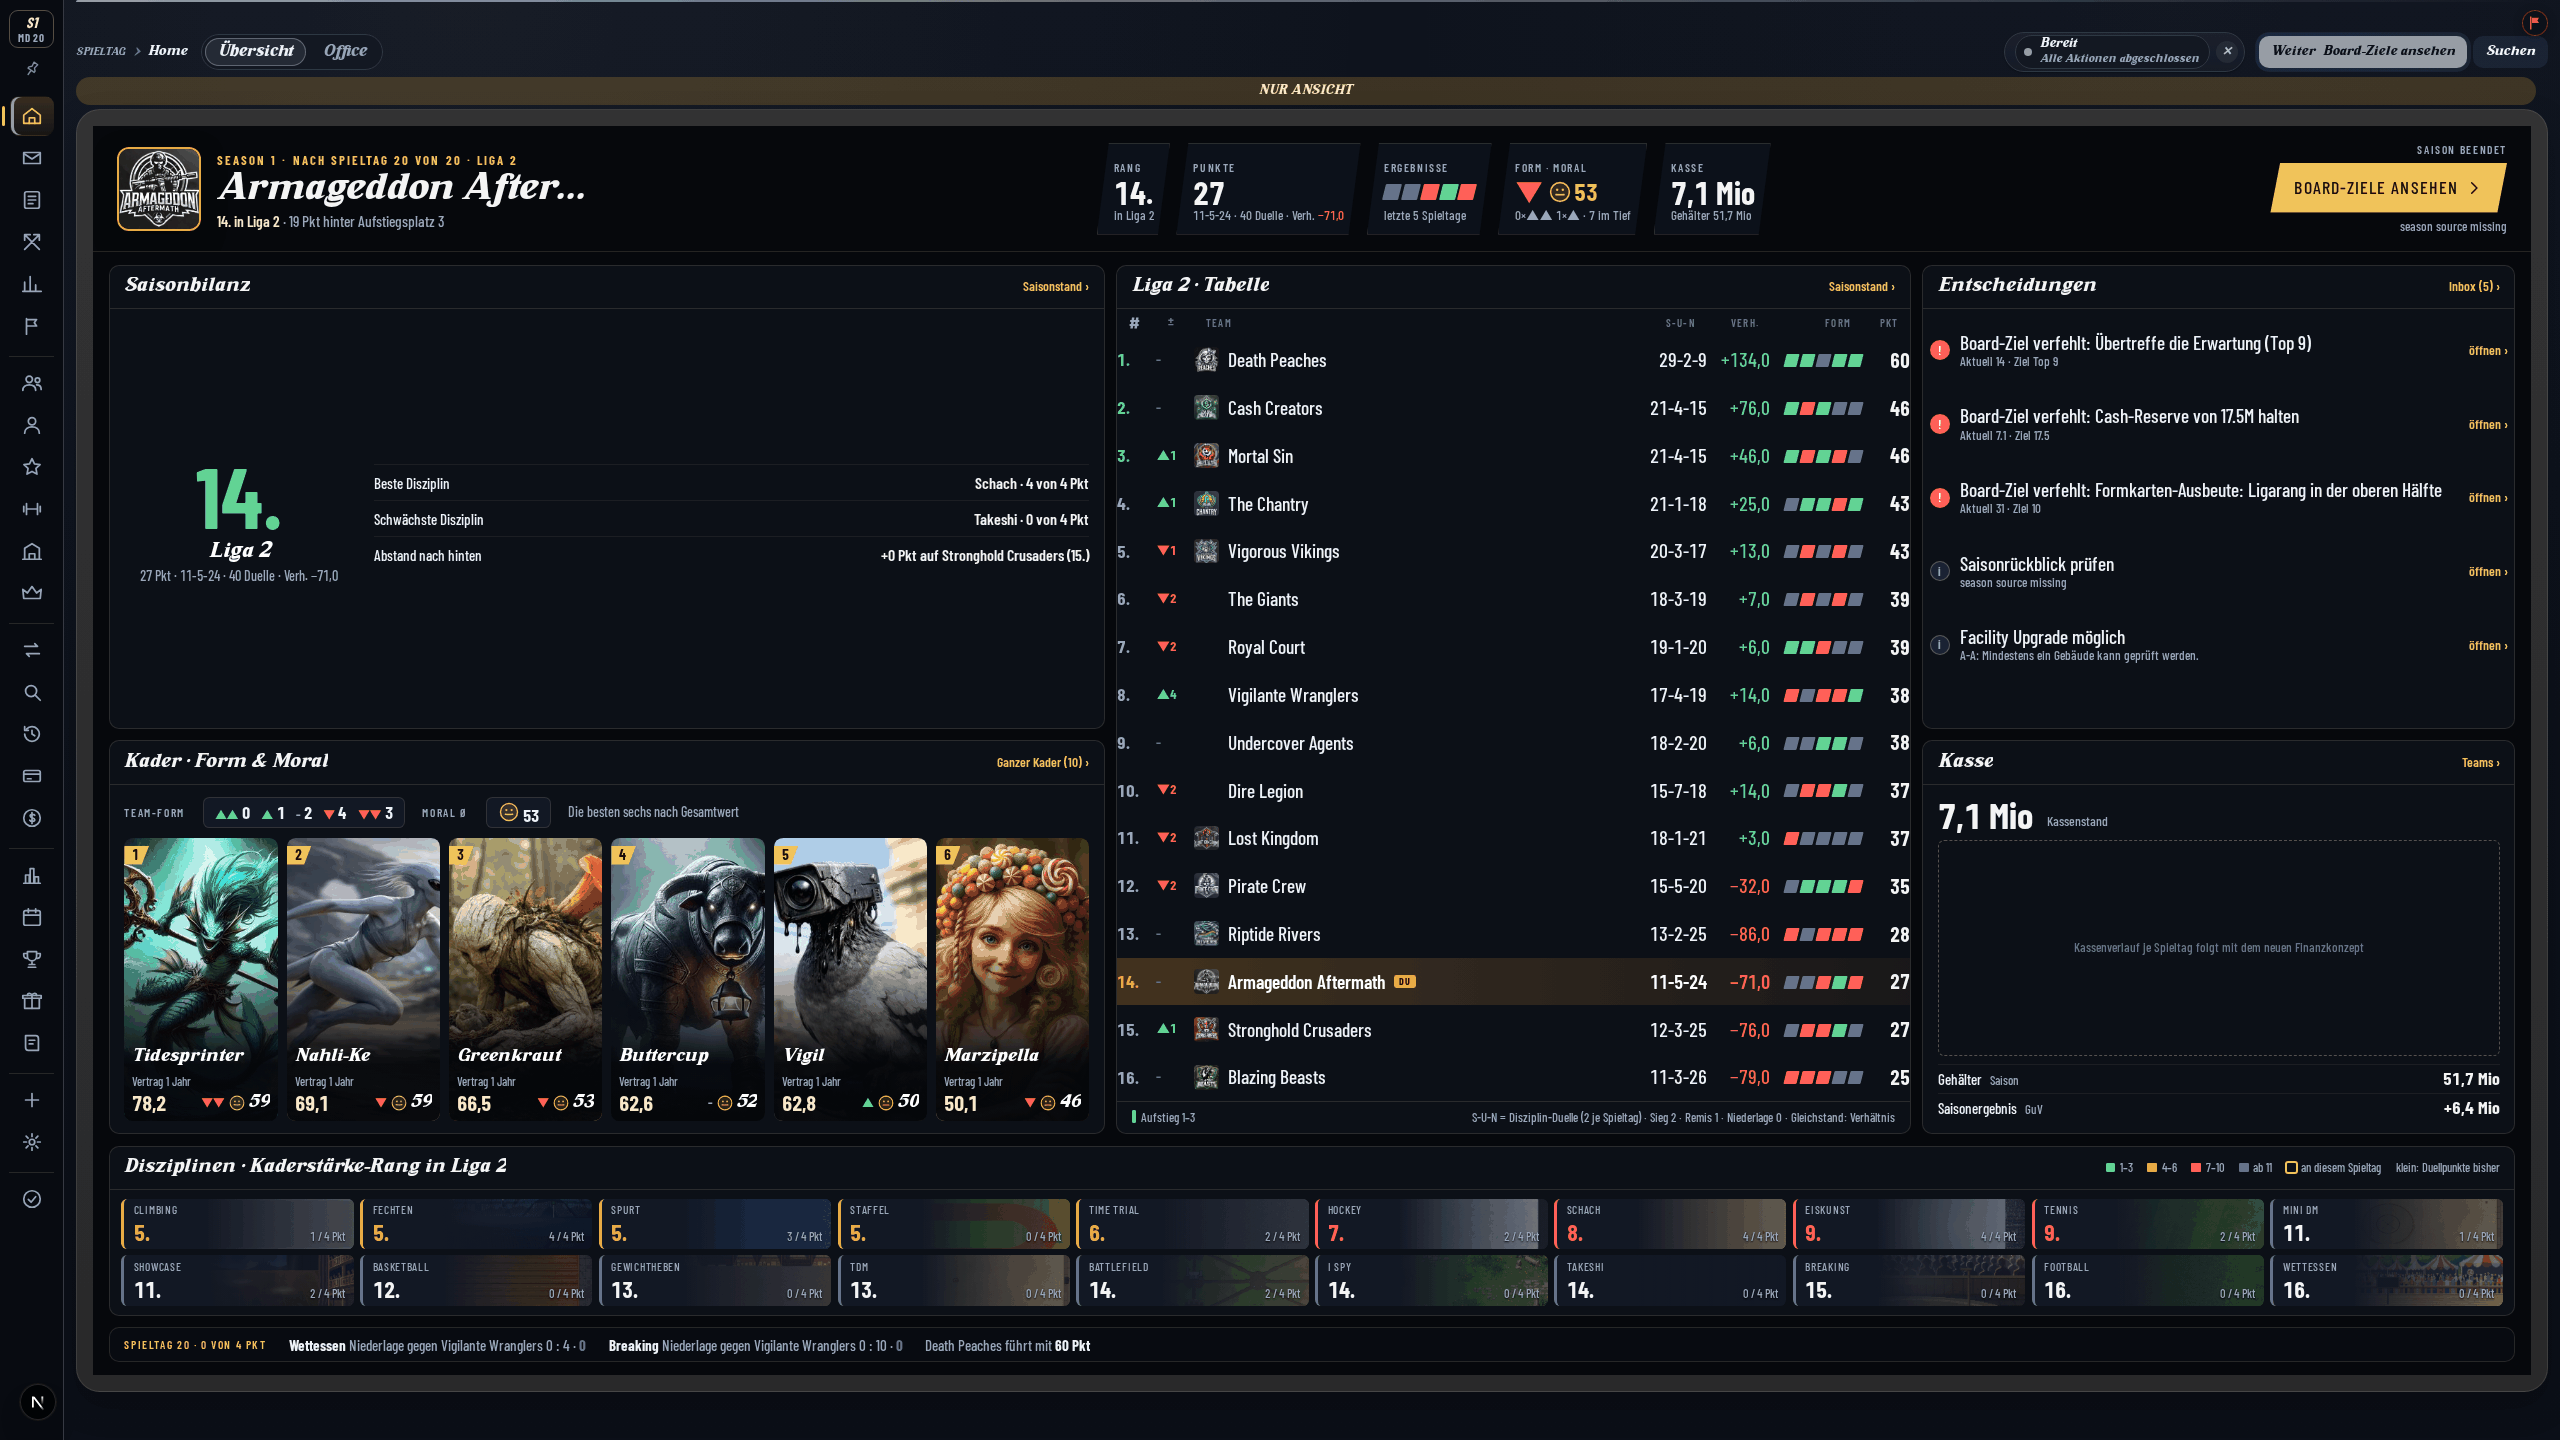 S1
MD 20
SPIELTAG › Home Übersicht Office
Bereit
Alle Aktionen abgeschlossen
Weiter Board-Ziele ansehen
Suchen
NUR ANSICHT
SEASON 1 · NACH SPIELTAG 20 VON 20 · LIGA 2
Armageddon After...
14. in Liga 2 · 19 Pkt hinter Aufstiegsplatz 3
RANG
14.
in Liga 2
PUNKTE
27
11-5-24 · 40 Duelle · Verh. −71,0
ERGEBNISSE
letzte 5 Spieltage
FORM · MORAL
53
0×▲▲ 1×▲ · 7 im Tief
KASSE
7,1 Mio
Gehälter 51,7 Mio
SAISON BEENDET
BOARD-ZIELE ANSEHEN
season source missing
Saisonbilanz
Saisonstand ›
14.
Liga 2
27 Pkt · 11-5-24 · 40 Duelle · Verh. −71,0
Beste Disziplin Schach · 4 von 4 Pkt
Schwächste Disziplin Takeshi · 0 von 4 Pkt
Abstand nach hinten +0 Pkt auf Stronghold Crusaders (15.)
Liga 2 · Tabelle
Saisonstand ›
# ± TEAM S-U-N VERH. FORM PKT
1. - Death Peaches 29-2-9 +134,0 60
2. - Cash Creators 21-4-15 +76,0 46
3. ▲1 Mortal Sin 21-4-15 +46,0 46
4. ▲1 The Chantry 21-1-18 +25,0 43
5. ▼1 Vigorous Vikings 20-3-17 +13,0 43
6. ▼2 The Giants 18-3-19 +7,0 39
7. ▼2 Royal Court 19-1-20 +6,0 39
8. ▲4 Vigilante Wranglers 17-4-19 +14,0 38
9. - Undercover Agents 18-2-20 +6,0 38
10. ▼2 Dire Legion 15-7-18 +14,0 37
11. ▼2 Lost Kingdom 18-1-21 +3,0 37
12. ▼2 Pirate Crew 15-5-20 −32,0 35
13. - Riptide Rivers 13-2-25 −86,0 28
14. - Armageddon Aftermath DU 11-5-24 −71,0 27
15. ▲1 Stronghold Crusaders 12-3-25 −76,0 27
16. - Blazing Beasts 11-3-26 −79,0 25
Aufstieg 1-3
S-U-N = Disziplin-Duelle (2 je Spieltag) · Sieg 2 · Remis 1 · Niederlage 0 · Gleichstand: Verhältnis
Entscheidungen
Inbox (5) ›
Board-Ziel verfehlt: Übertreffe die Erwartung (Top 9)
Aktuell 14 · Ziel Top 9
öffnen ›
Board-Ziel verfehlt: Cash-Reserve von 17.5M halten
Aktuell 7.1 · Ziel 17.5
öffnen ›
Board-Ziel verfehlt: Formkarten-Ausbeute: Ligarang in der oberen Hälfte
Aktuell 31 · Ziel 10
öffnen ›
Saisonrückblick prüfen
season source missing
öffnen ›
Facility Upgrade möglich
A-A: Mindestens ein Gebäude kann geprüft werden.
öffnen ›
Kader · Form & Moral
Ganzer Kader (10) ›
TEAM-FORM ▲▲ 0 ▲ 1 - 2 ▼ 4 ▼▼ 3 MORAL Ø 53 Die besten sechs nach Gesamtwert
1
Tidesprinter
Vertrag 1 Jahr
78,2 ▼▼ 59
2
Nahli-Ke
Vertrag 1 Jahr
69,1 ▼ 59
3
Greenkraut
Vertrag 1 Jahr
66,5 ▼ 53
4
Buttercup
Vertrag 1 Jahr
62,6 - 52
5
Vigil
Vertrag 1 Jahr
62,8 ▲ 50
6
Marzipella
Vertrag 1 Jahr
50,1 ▼ 46
Kasse
Teams ›
7,1 Mio Kassenstand
Kassenverlauf je Spieltag folgt mit dem neuen Finanzkonzept
Gehälter Saison 51,7 Mio
Saisonergebnis GuV +6,4 Mio
Disziplinen · Kaderstärke-Rang in Liga 2
1-3 4-6 7-10 ab 11 an diesem Spieltag klein: Duellpunkte bisher
CLIMBING
5. 1 / 4 Pkt
FECHTEN
5. 4 / 4 Pkt
SPURT
5. 3 / 4 Pkt
STAFFEL
5. 0 / 4 Pkt
TIME TRIAL
6. 2 / 4 Pkt
HOCKEY
7. 2 / 4 Pkt
SCHACH
8. 4 / 4 Pkt
EISKUNST
9. 4 / 4 Pkt
TENNIS
9. 2 / 4 Pkt
MINI DM
11. 1 / 4 Pkt
SHOWCASE
11. 2 / 4 Pkt
BASKETBALL
12. 0 / 4 Pkt
GEWICHTHEBEN
13. 0 / 4 Pkt
TDM
13. 0 / 4 Pkt
BATTLEFIELD
14. 2 / 4 Pkt
I SPY
14. 0 / 4 Pkt
TAKESHI
14. 0 / 4 Pkt
BREAKING
15. 0 / 4 Pkt
FOOTBALL
16. 0 / 4 Pkt
WETTESSEN
16. 0 / 4 Pkt
SPIELTAG 20 · 0 VON 4 PKT Wettessen Niederlage gegen Vigilante Wranglers 0 : 4 · 0 Breaking Niederlage gegen Vigilante Wranglers 0 : 10 · 0 Death Peaches führt mit 60 Pkt
N